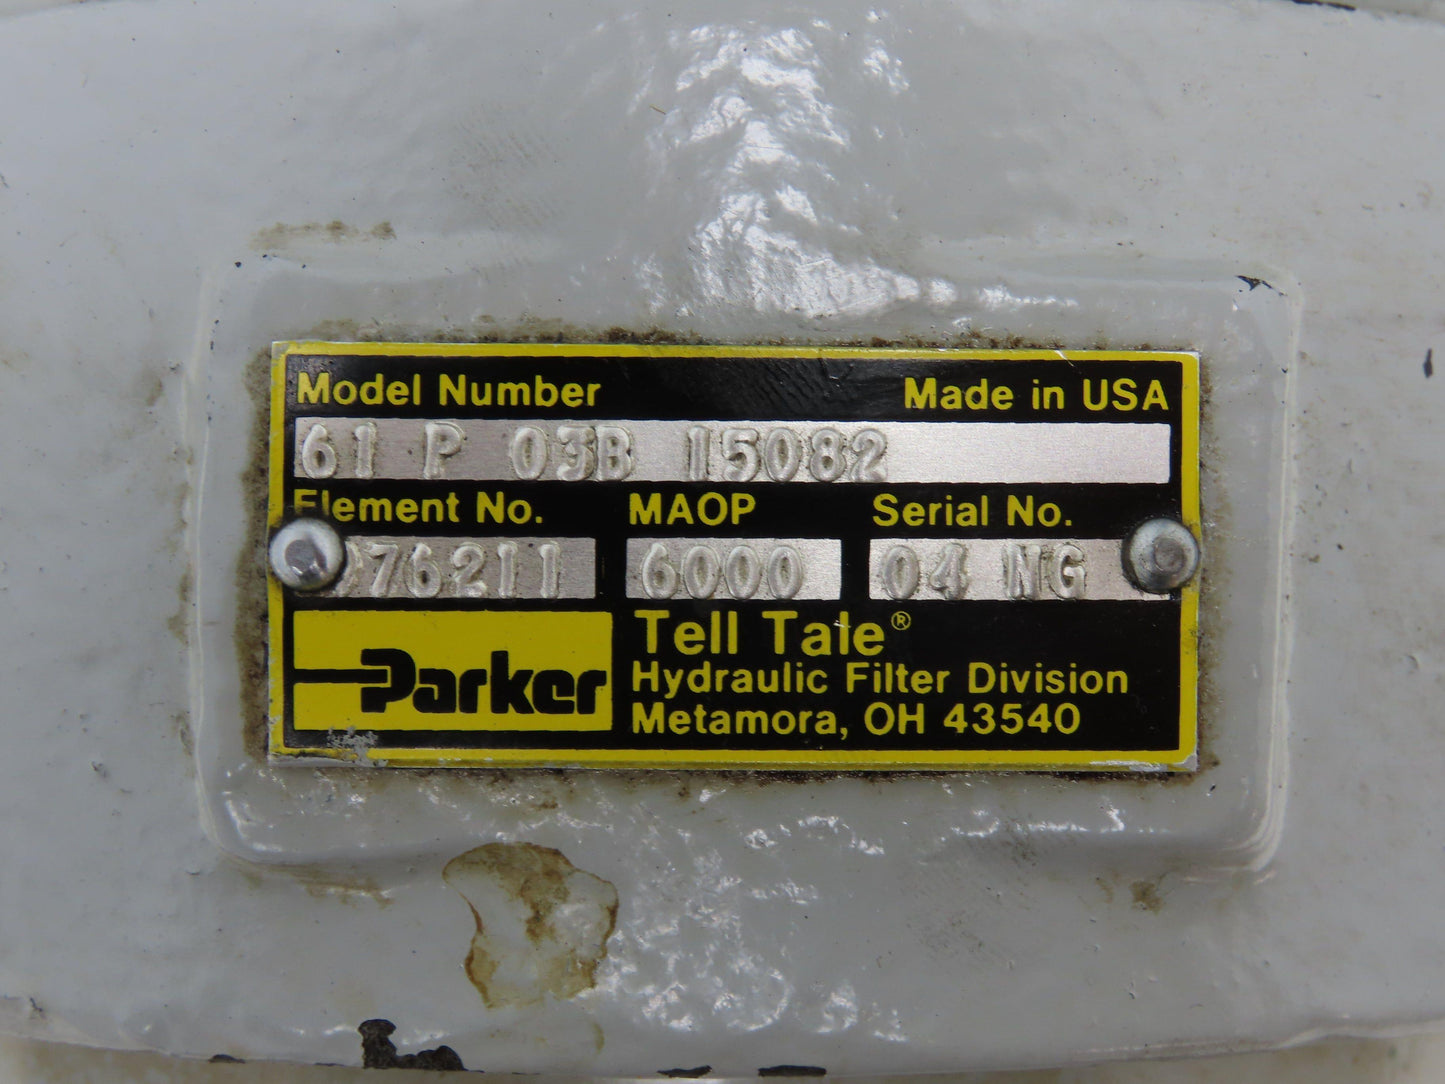 Model Number Made in USA
61 P 03B 15082
Element No. MAOP Serial No.
6000 04 NG
Parker
Tell Tale®
Hydraulic Filter Division
Metamora, OH 43540